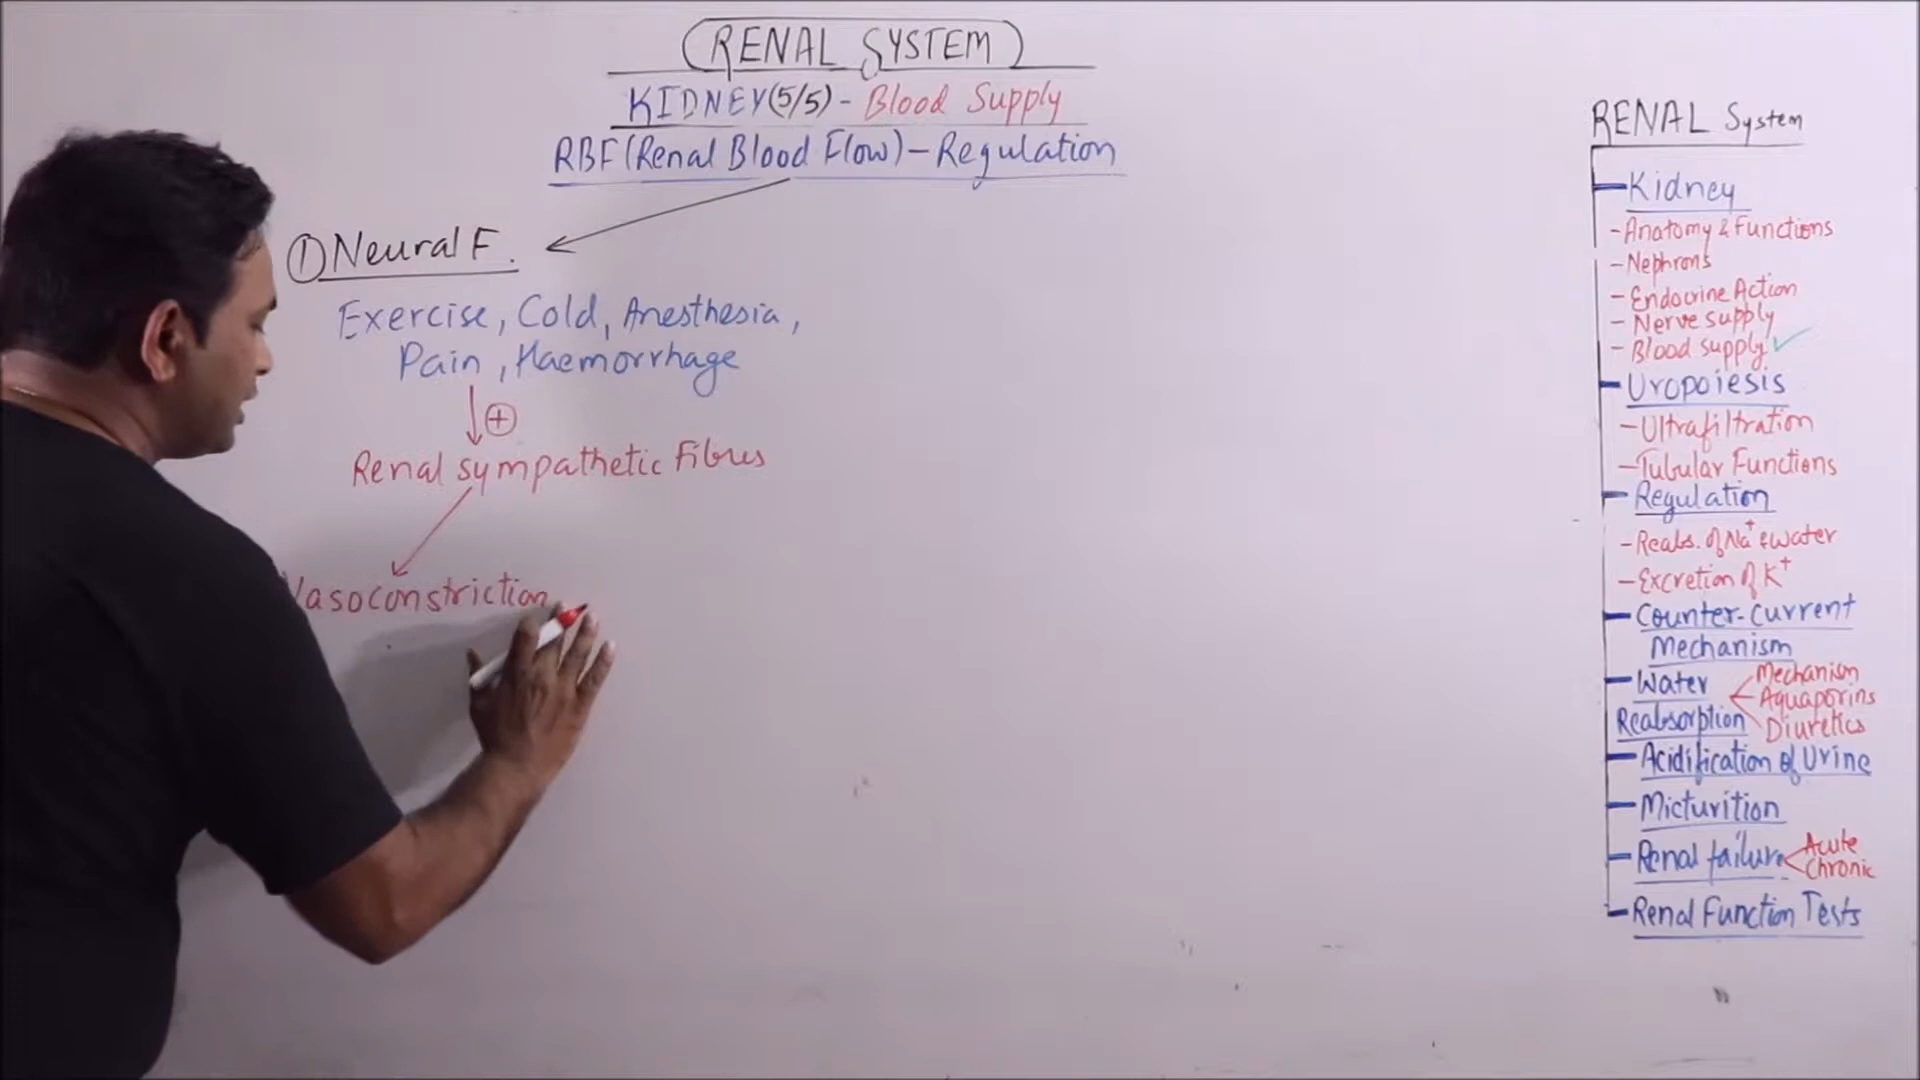 RENAL SYSTEM
KIDNEY(5/5) - Blood Supply
RBF (Renal Blood Flow) - Regulation
① Neural F.
Exercise, Cold, Anesthesia,
Pain, Haemorrhage
⊕
Renal sympathetic Fibres
Vasoconstriction
RENAL System
Kidney
- Anatomy & Functions
- Nephrons
- Endocrine Action
- Nerve supply
- Blood supply ✓
Uropoiesis
- Ultrafiltration
- Tubular Functions
Regulation
- Reabs. of Na+ & water
- Excretion of K+
Counter-current
Mechanism
Water
Reabsorption
Mechanism
Aquaporins
Diuretics
Acidification of Urine
Micturition
Renal failure
Acute
Chronic
Renal Function Tests